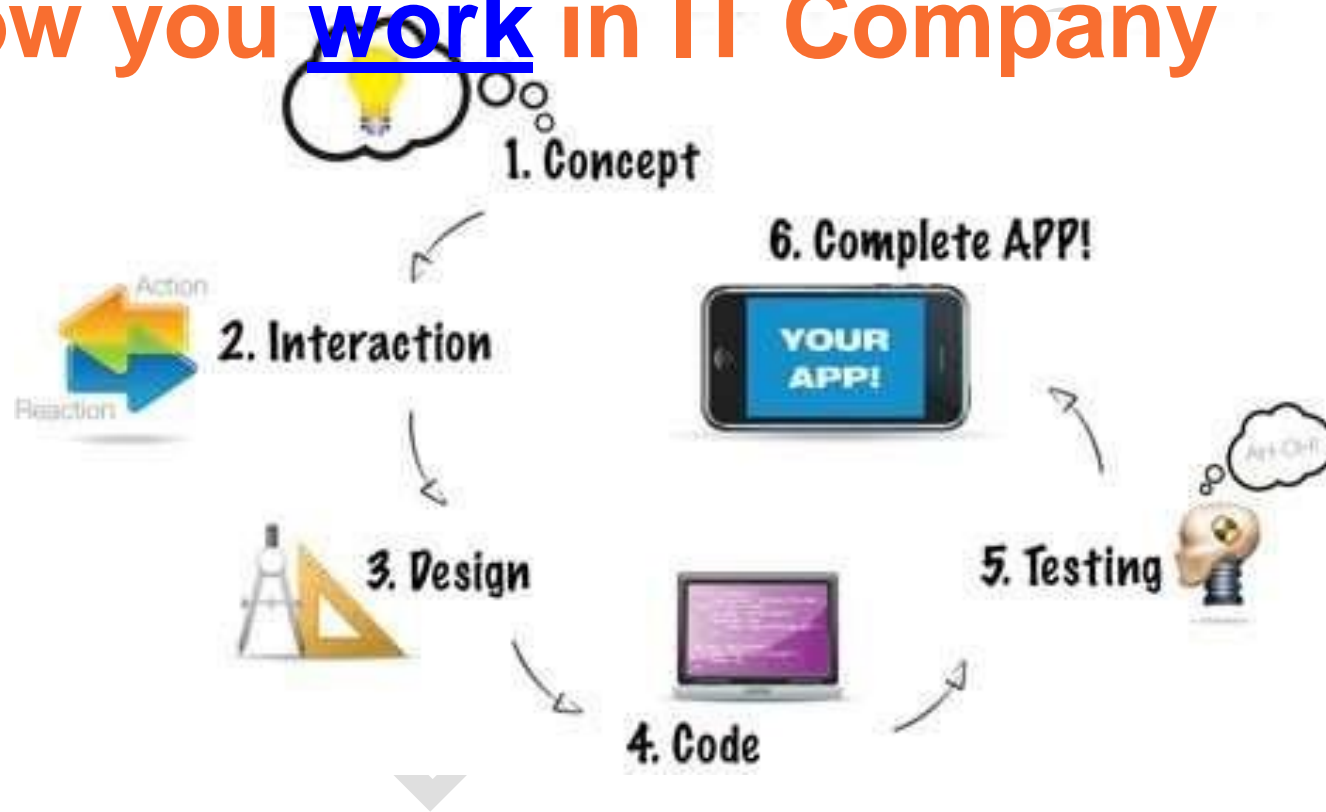 ow you work in IT Company
1. Concept
6. Complete APP!
Action
2. Interaction
Reaction
YOUR
APP!
3. Design
5. Testing
4. Code